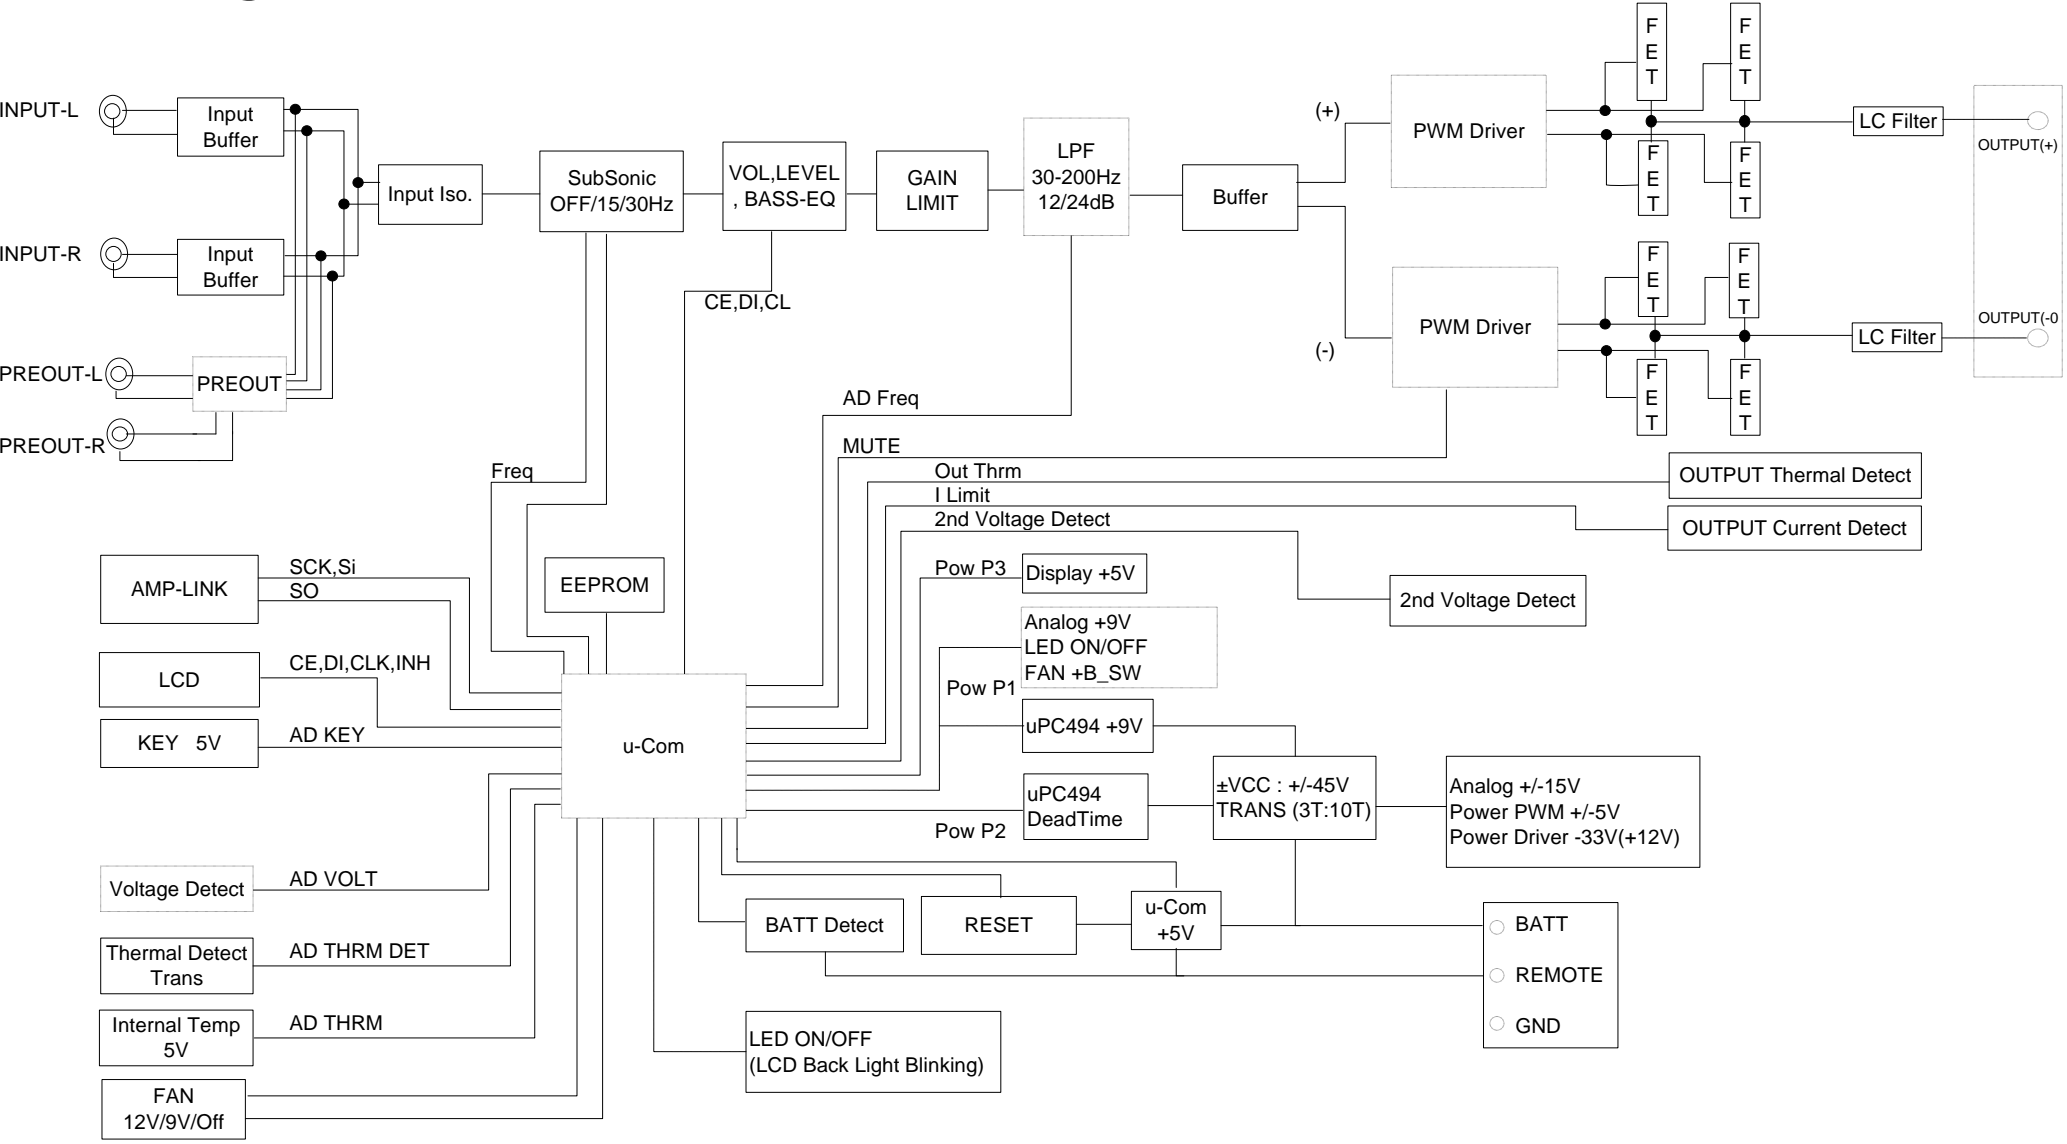 INPUT-L
Input
Buffer
INPUT-R
Input
Buffer
PREOUT-L
PREOUT
PREOUT-R
Input Iso.
SubSonic
OFF/15/30Hz
VOL,LEVEL
, BASS-EQ
GAIN
LIMIT
LPF
30-200Hz
12/24dB
Buffer
(+)
(-)
PWM Driver
PWM Driver
F
E
T
F
E
T
F
E
T
F
E
T
F
E
T
F
E
T
F
E
T
F
E
T
LC Filter
LC Filter
OUTPUT(+)
OUTPUT(-0
CE,DI,CL
AD Freq
MUTE
Freq
Out Thrm
I Limit
2nd Voltage Detect
OUTPUT Thermal Detect
OUTPUT Current Detect
2nd Voltage Detect
AMP-LINK
SCK,Si
SO
EEPROM
LCD
CE,DI,CLK,INH
KEY 5V
AD KEY
u-Com
Pow P3
Display +5V
Analog +9V
LED ON/OFF
FAN +B_SW
Pow P1
uPC494 +9V
uPC494
DeadTime
Pow P2
±VCC : +/-45V
TRANS (3T:10T)
Analog +/-15V
Power PWM +/-5V
Power Driver -33V(+12V)
Voltage Detect
AD VOLT
Thermal Detect
Trans
AD THRM DET
Internal Temp
5V
AD THRM
FAN
12V/9V/Off
BATT Detect
RESET
u-Com
+5V
BATT
REMOTE
GND
LED ON/OFF
(LCD Back Light Blinking)